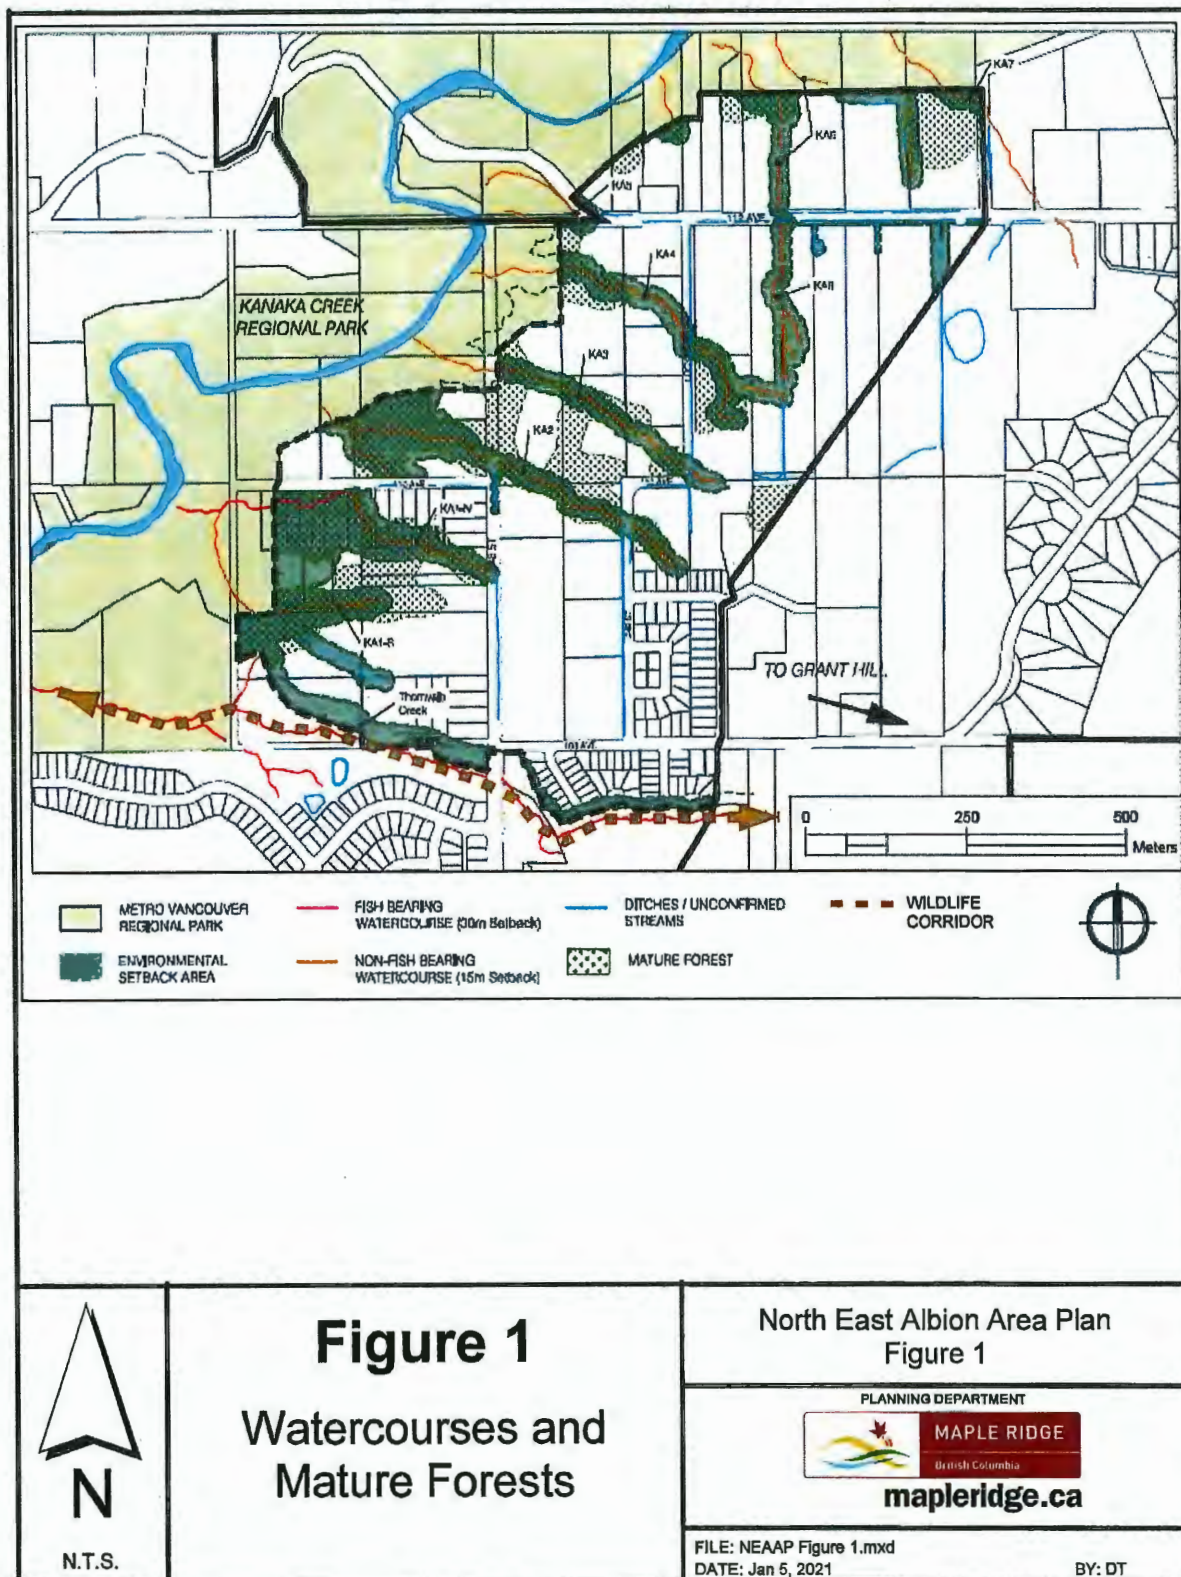 KA7
KA6
KA5
112 AVE
KA4
KANAKA CREEK
REGIONAL PARK
KA3
KA2
KA1-N
KA1-S
TO GRANT HILL
Thornvale
Creek
0 250 500
Meters
METRO VANCOUVER
REGIONAL PARK
FISH BEARING
WATERCOURSE (30m Setback)
DITCHES / UNCONFIRMED
STREAMS
WILDLIFE
CORRIDOR
ENVIRONMENTAL
SETBACK AREA
NON-FISH BEARING
WATERCOURSE (15m Setback)
MATURE FOREST
N
N.T.S.
Figure 1
Watercourses and
Mature Forests
North East Albion Area Plan
Figure 1
PLANNING DEPARTMENT
MAPLE RIDGE
British Columbia
mapleridge.ca
FILE: NEAAP Figure 1.mxd
DATE: Jan 5, 2021 BY: DT